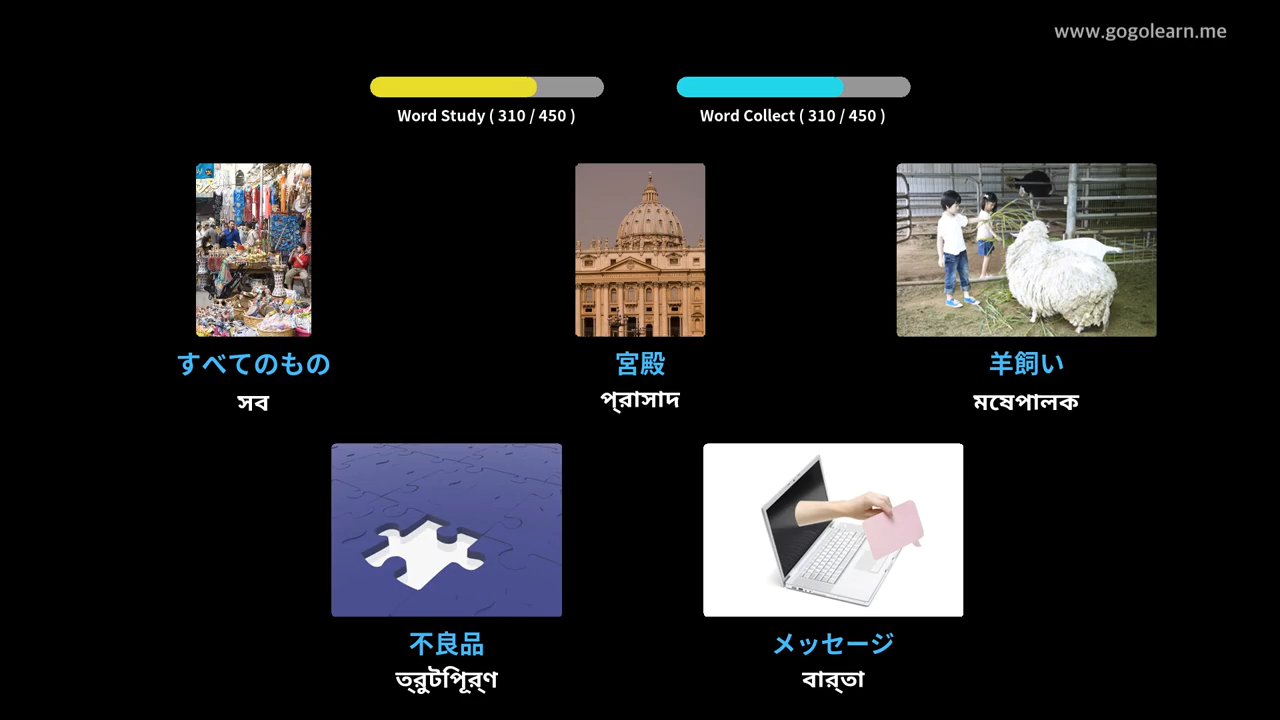 www.gogolearn.me
Word Study ( 310 / 450 )
Word Collect ( 310 / 450 )
すべてのもの
宮殿
羊飼い
সব
প্রাসাদ
মেষপালক
不良品
メッセージ
ত্রুটিপূর্ণ
বার্তা